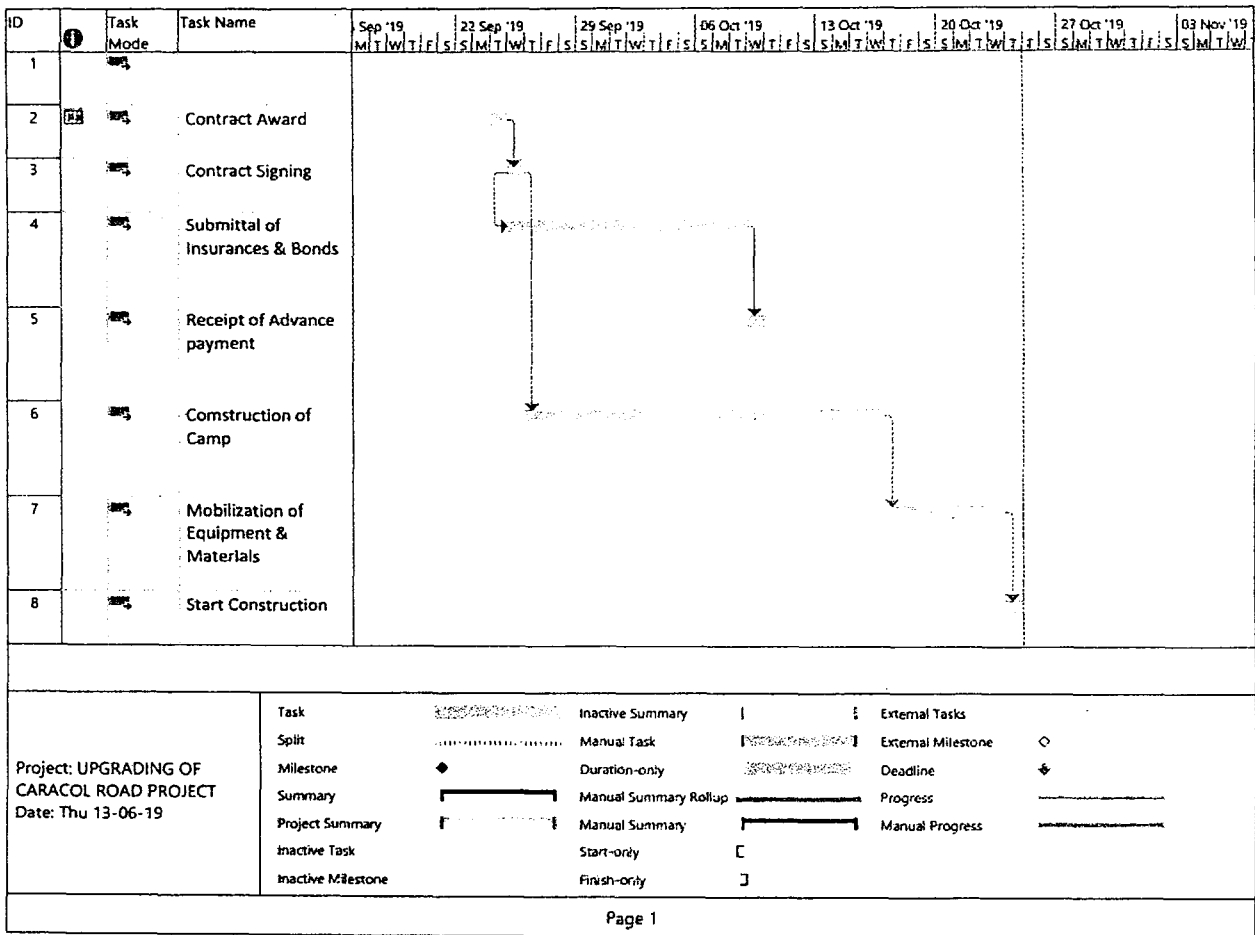 ID Task Task Name Sep '19 22 Sep '19 29 Sep '19 06 Oct '19 13 Oct '19 20 Oct '19 27 Oct '19 03 Nov '19
Mode M T W T F S S M T W T F S S M T W T F S S M T W T F S S M T W T F S S M T W T F S S M T W T F S S M T W
1
2 Contract Award
3 Contract Signing
4 Submittal of
Insurances & Bonds
5 Receipt of Advance
payment
6 Comstruction of
Camp
7 Mobilization of
Equipment &
Materials
8 Start Construction
Project: UPGRADING OF
CARACOL ROAD PROJECT
Date: Thu 13-06-19
Task
Split
Milestone
Summary
Project Summary
Inactive Task
Inactive Milestone
Inactive Summary
Manual Task
Duration-only
Manual Summary Rollup
Manual Summary
Start-only
Finish-only
External Tasks
External Milestone
Deadline
Progress
Manual Progress
Page 1